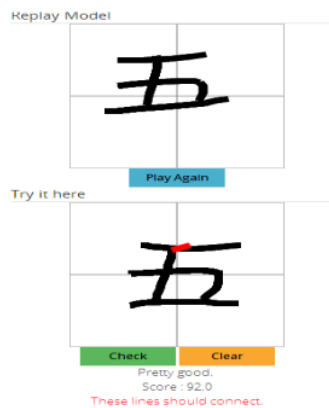 Replay Model
五
Play Again
Try it here
五
Check Clear
Pretty good.
Score : 92.0
These lines should connect.